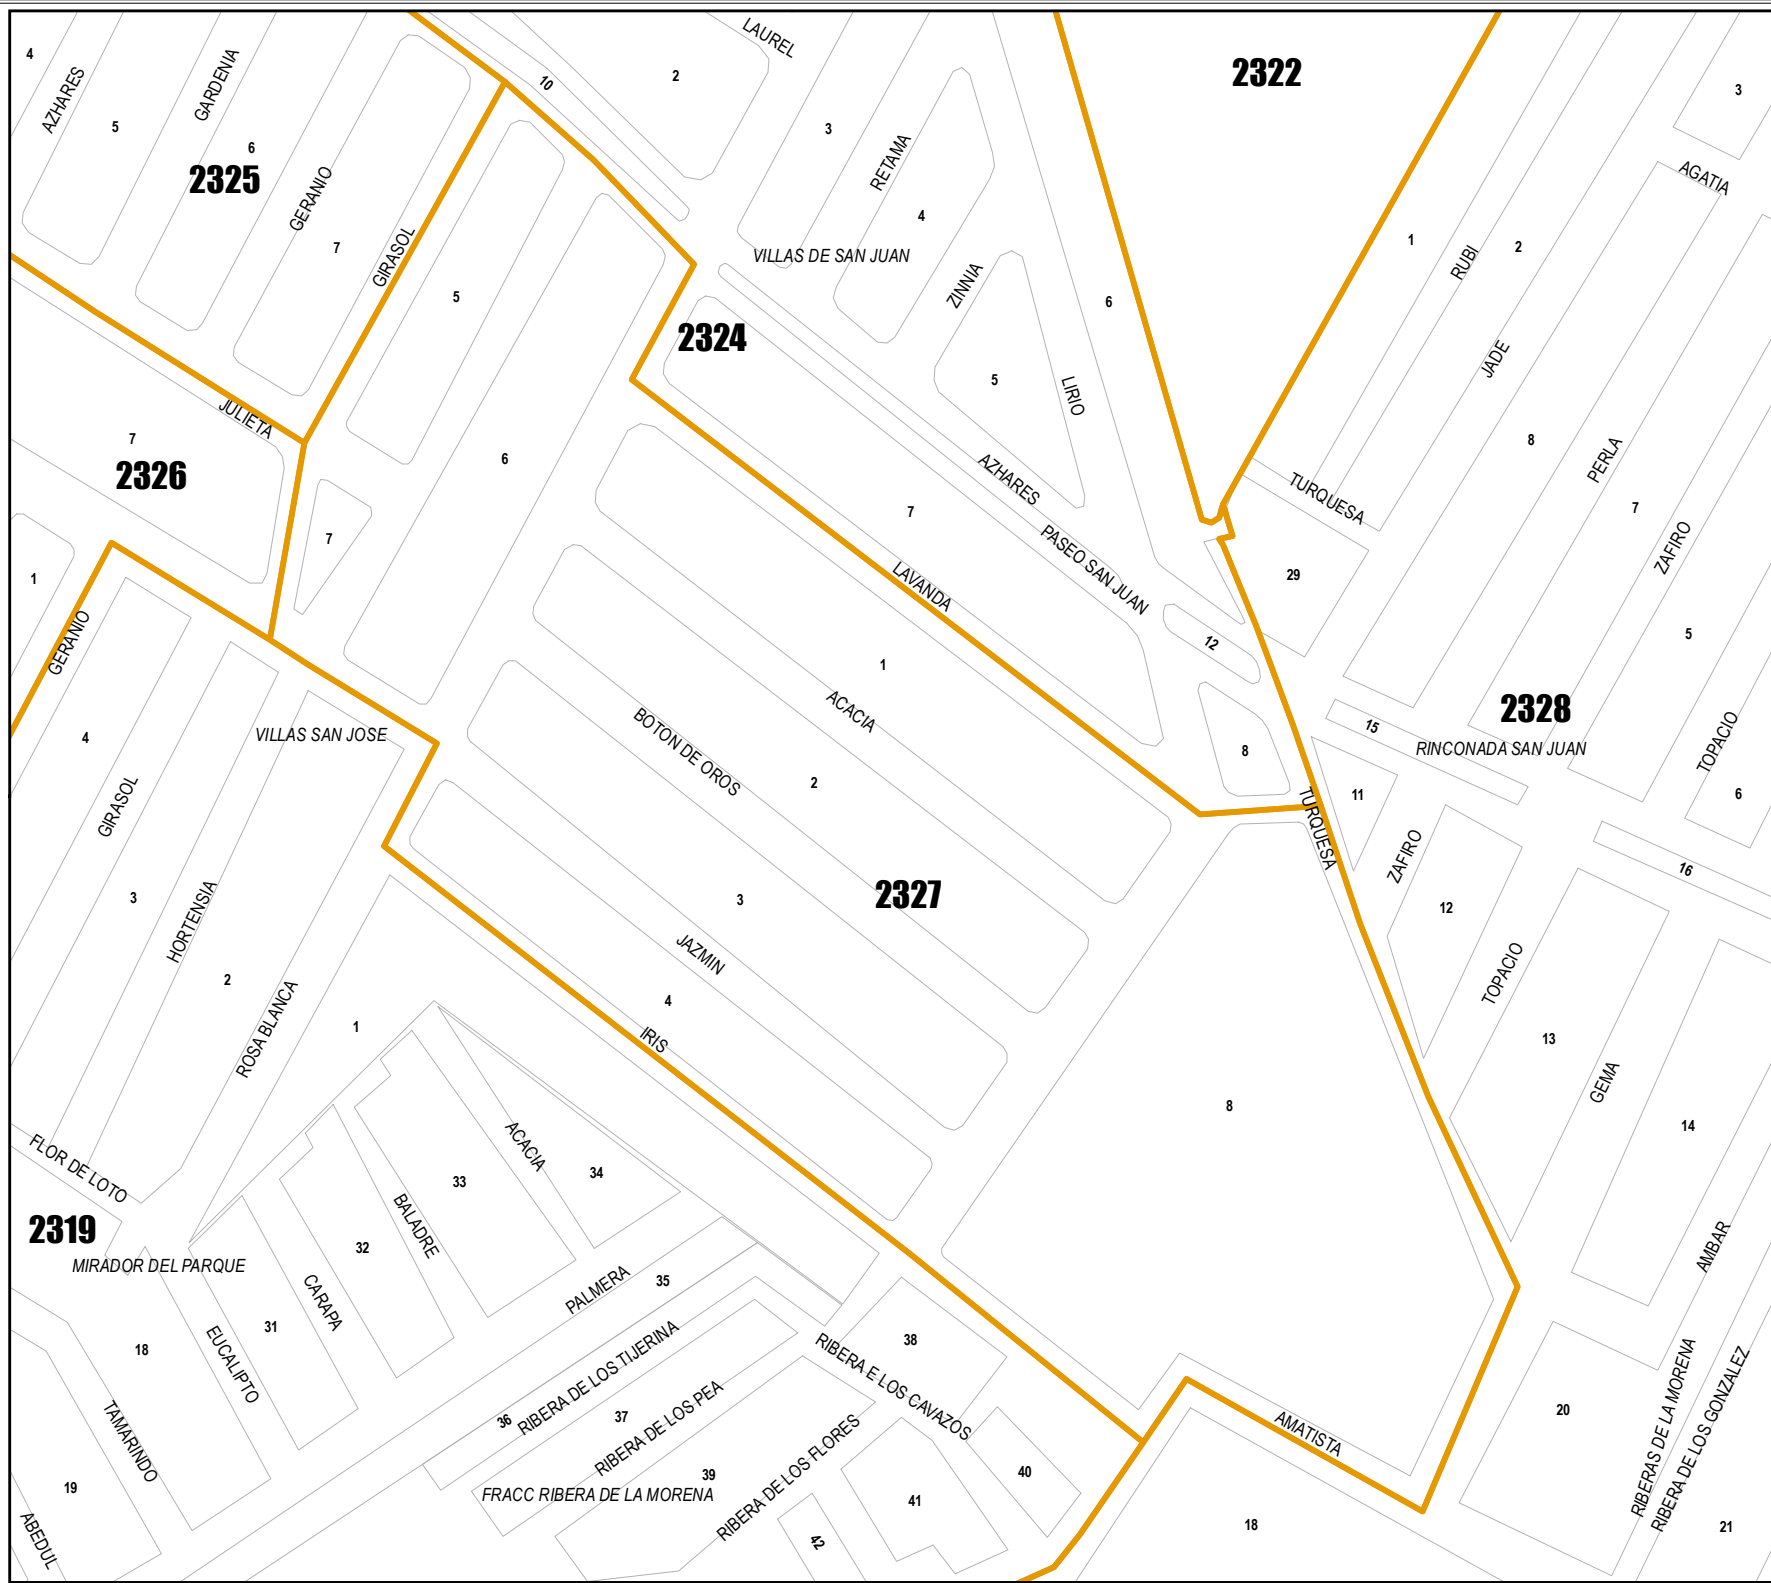 LAUREL
2322
4
10
2
3
AZHARES
GARDENIA
5
6
3
RETAMA
2325
GERANIO
AGATIA
7
GIRASOL
4
VILLAS DE SAN JUAN
1
2
RUBI
ZINNIA
5
6
2324
JADE
5
LIRIO
JULIETA
7
2326
6
8
PERLA
AZHARES
TURQUESA
7
7
7
ZAFIRO
PASEO SAN JUAN
LAVANDA
29
1
GERANIO
12
5
1
ACACIA
2328
15
RINCONADA SAN JUAN
TOPACIO
4
VILLAS SAN JOSE
BOTON DE OROS
8
2
11
6
GIRASOL
TURQUESA
ZAFIRO
16
3
3
2327
12
HORTENSIA
JAZMIN
TOPACIO
2
4
ROSA BLANCA
1
IRIS
13
GEMA
8
14
FLOR DE LOTO
ACACIA
34
33
BALADRE
2319
MIRADOR DEL PARQUE
32
AMBAR
CARAPA
PALMERA
35
31
18
EUCALIPTO
RIBERA DE LOS TIJERINA
RIBERA E LOS CAVAZOS
38
RIBERAS DE LA MORENA
RIBERA DE LOS GONZALEZ
TAMARINDO
36
37
RIBERA DE LOS PEA
AMATISTA
20
RIBERA DE LOS FLORES
39
40
19
FRACC RIBERA DE LA MORENA
41
18
21
ABEDUL
42